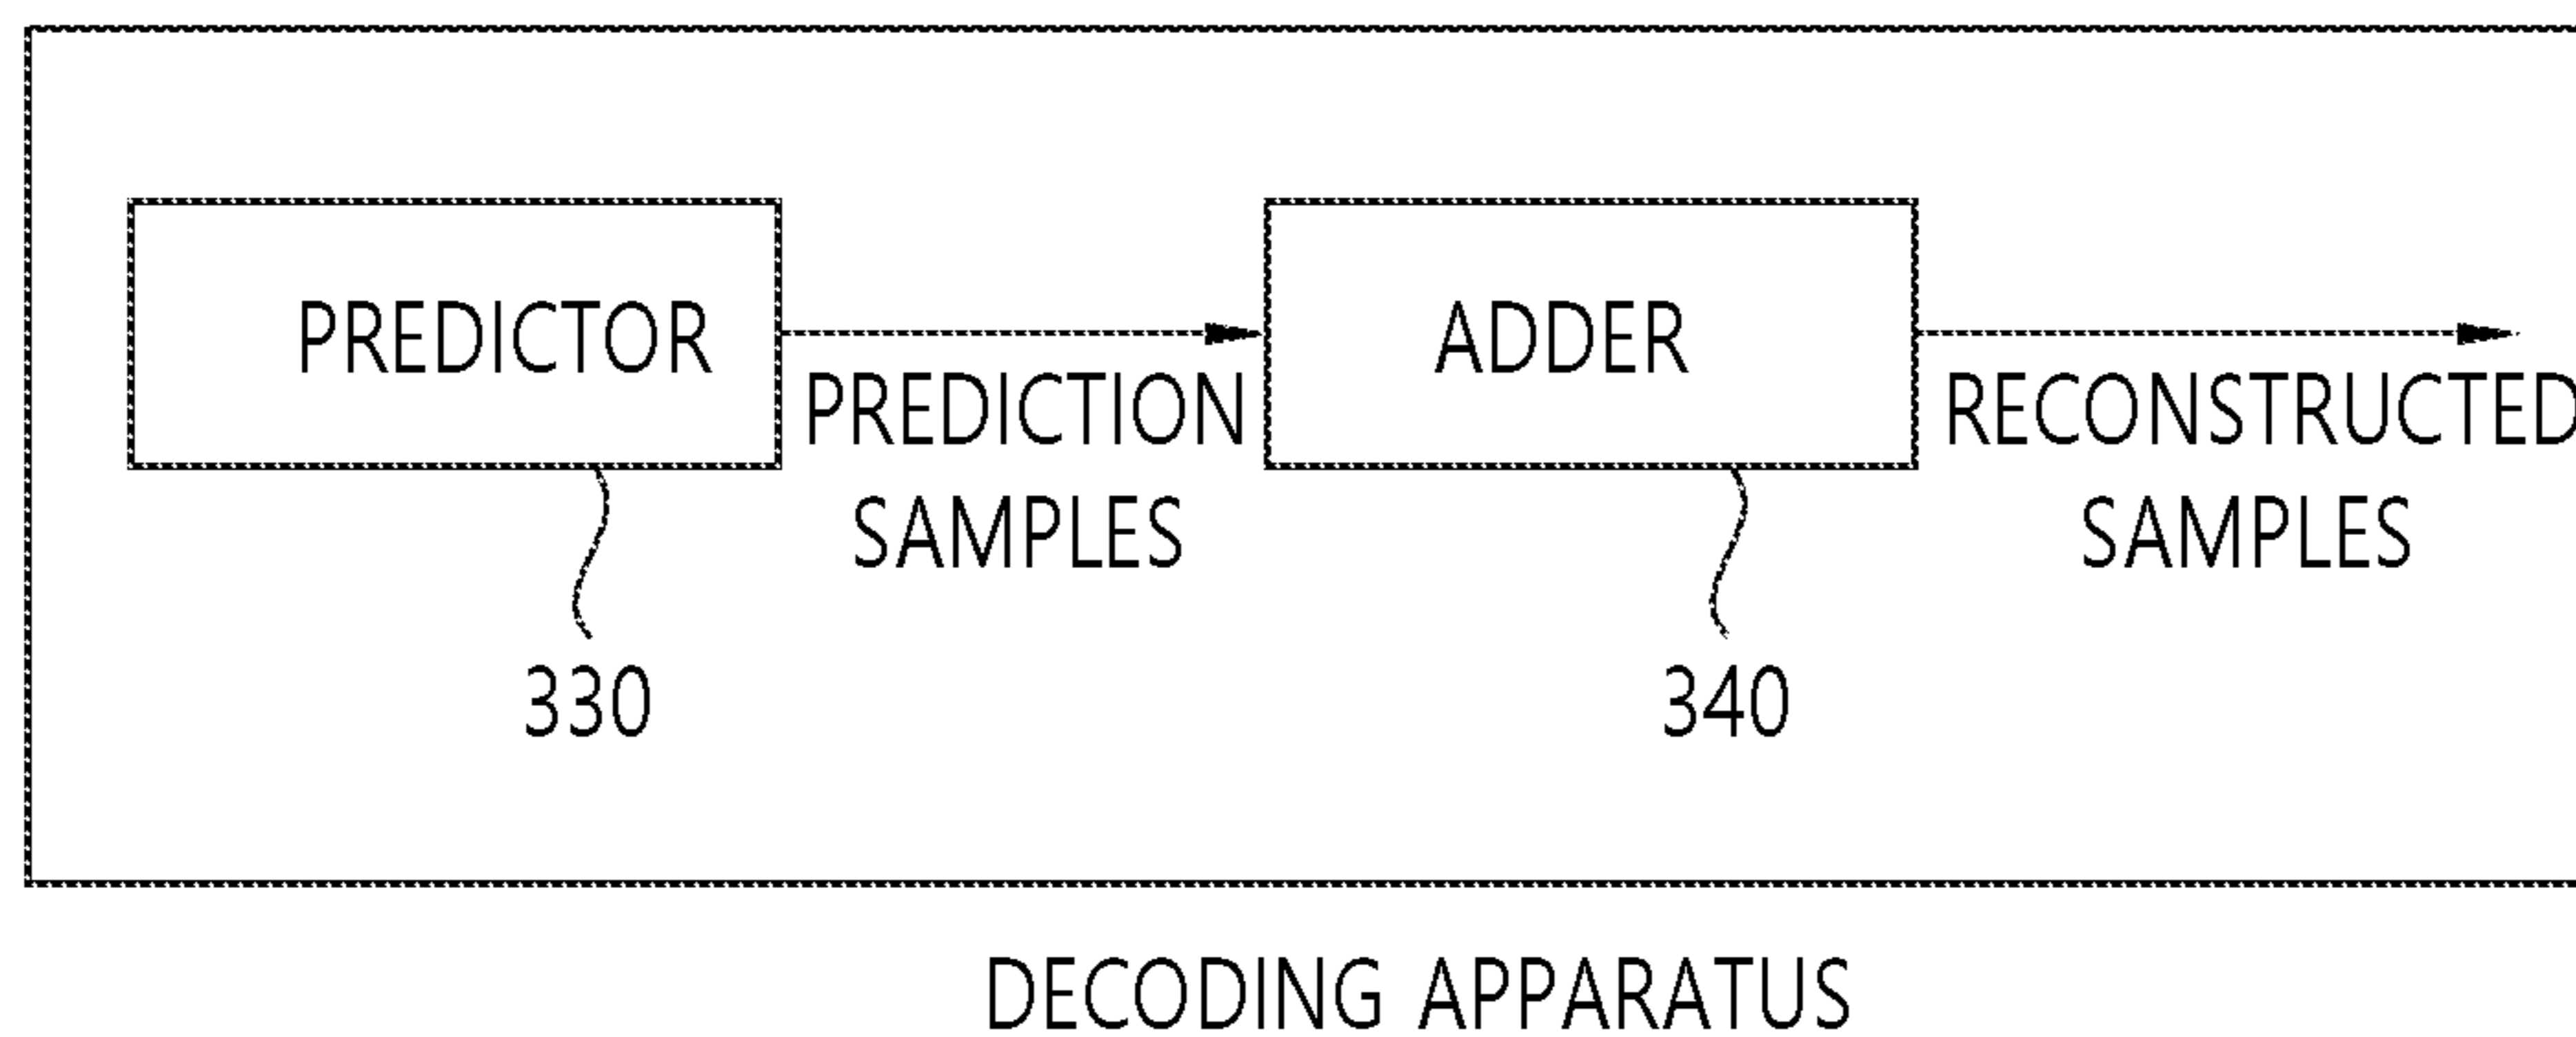 PREDICTOR
ADDER
PREDICTION
SAMPLES
RECONSTRUCTED
SAMPLES
330
340
DECODING APPARATUS